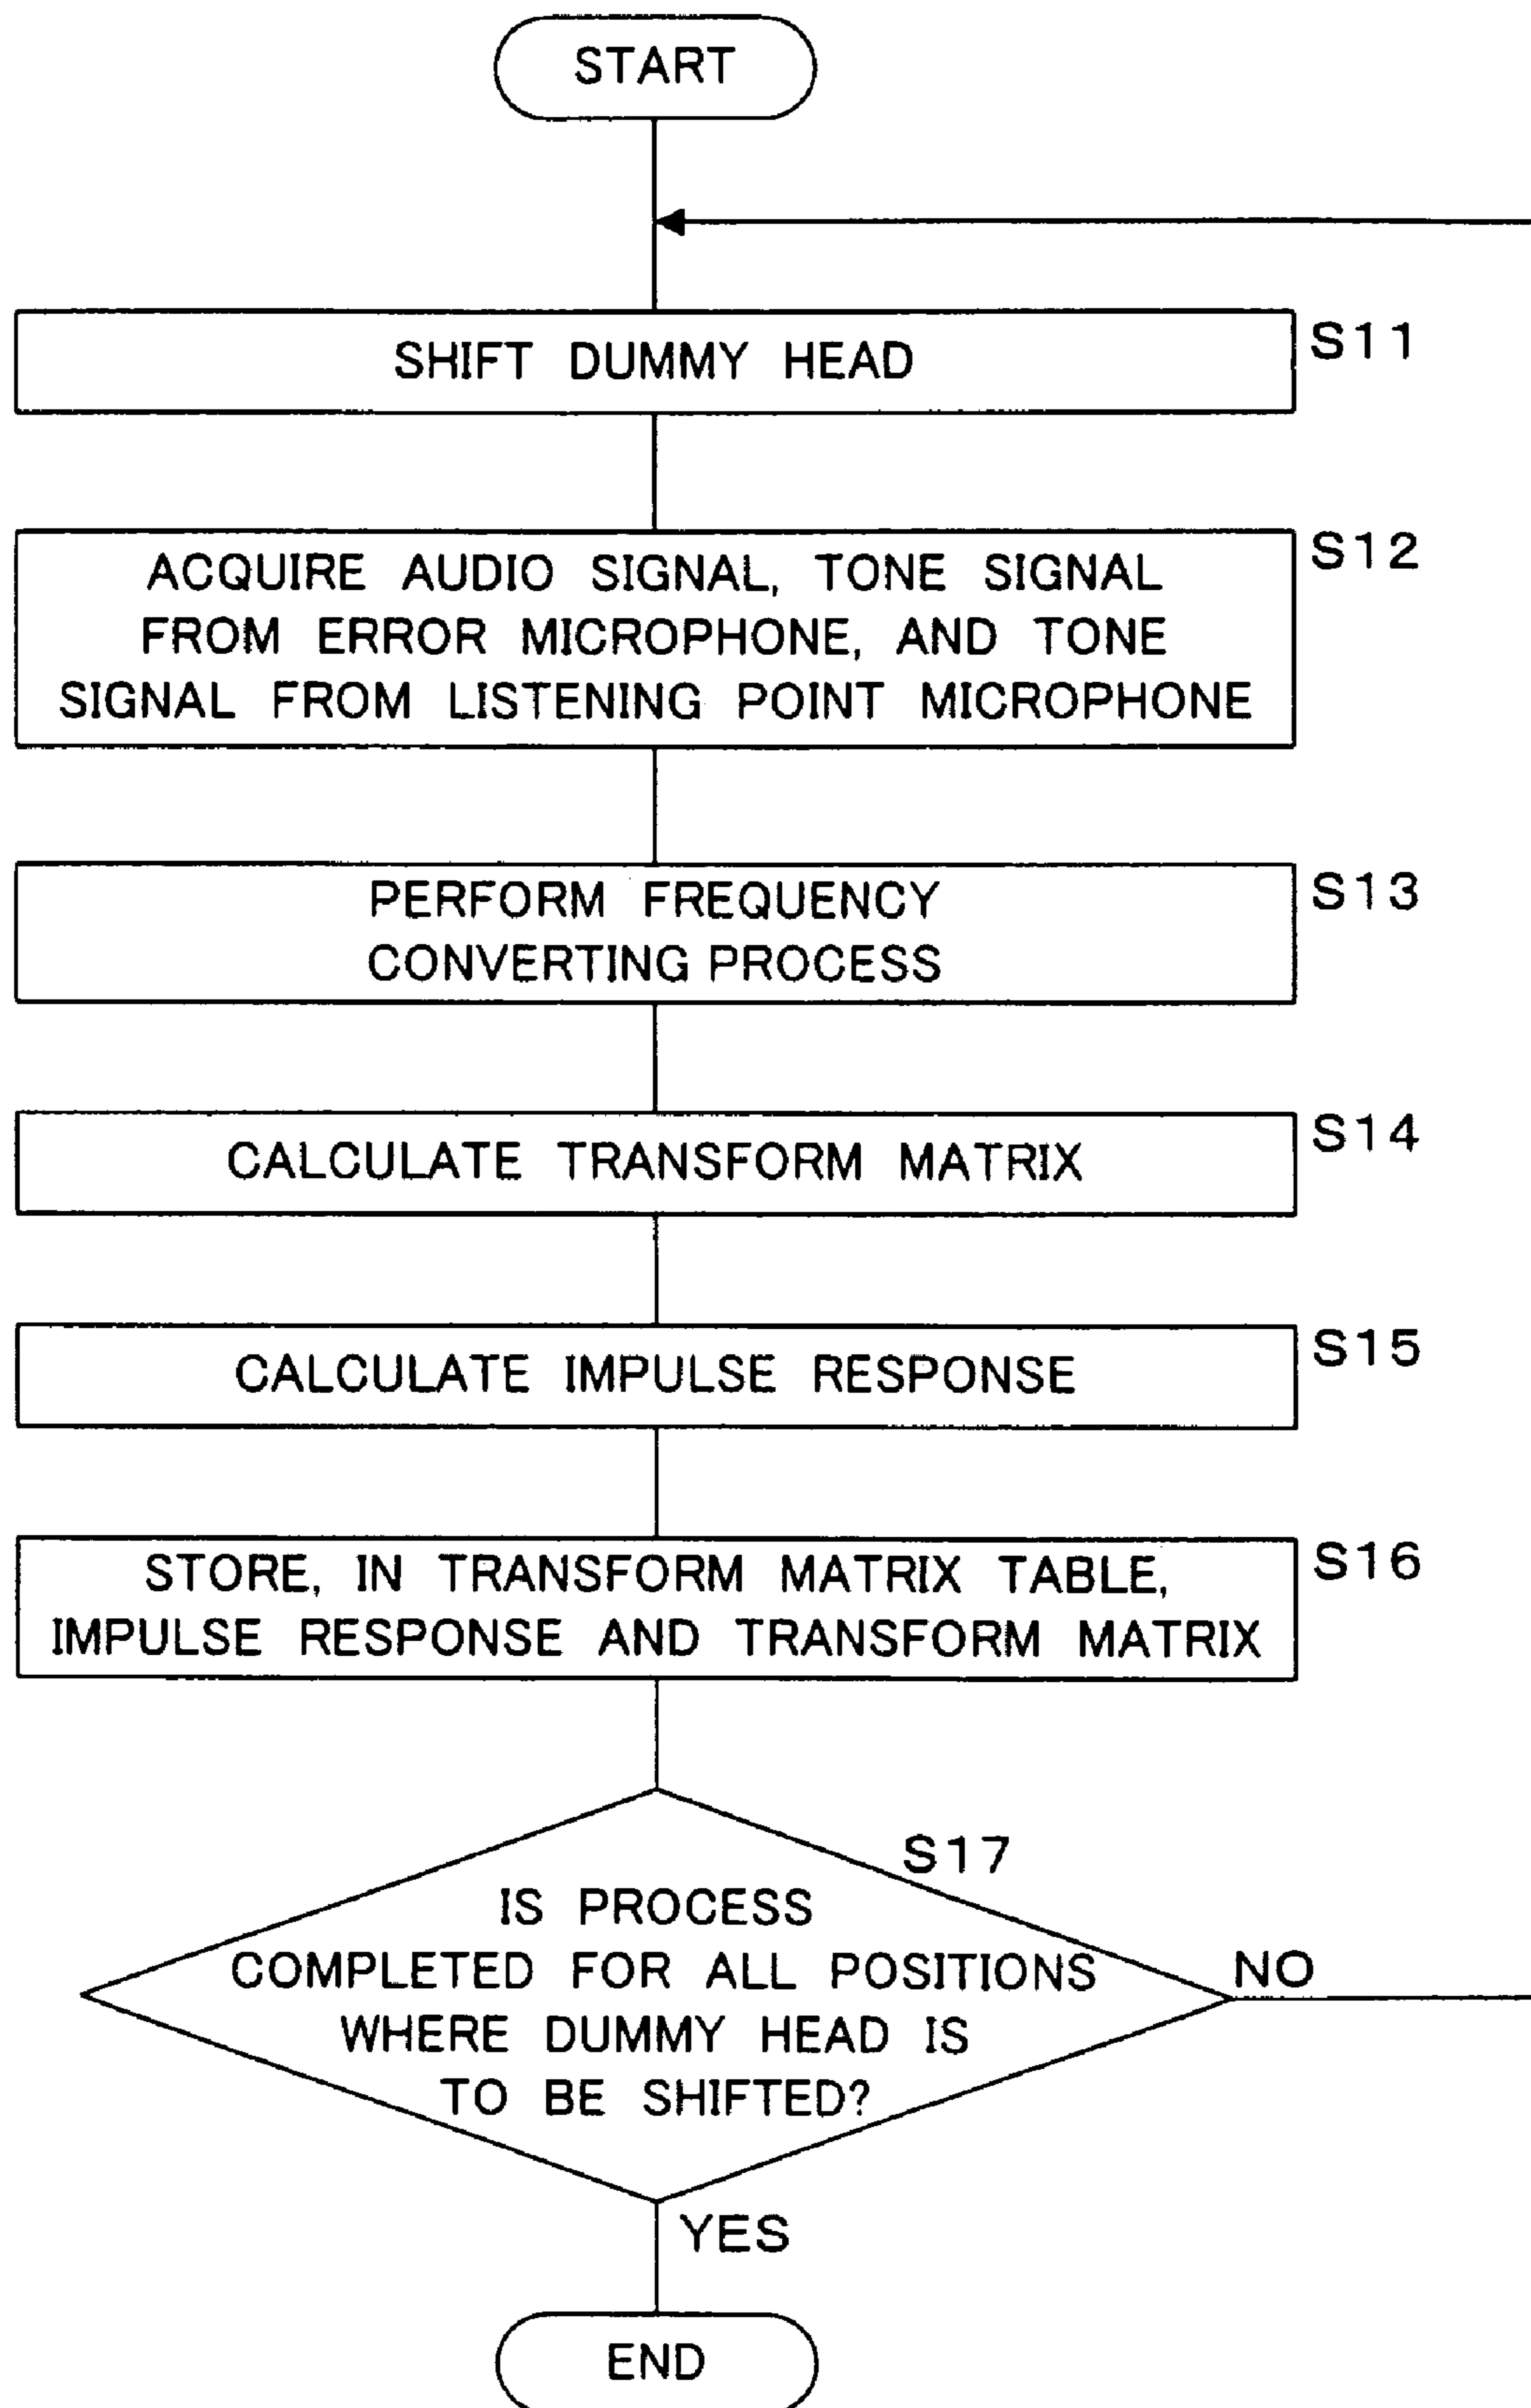 START
SHIFT DUMMY HEAD
S11
ACQUIRE AUDIO SIGNAL, TONE SIGNAL
FROM ERROR MICROPHONE, AND TONE
SIGNAL FROM LISTENING POINT MICROPHONE
S12
PERFORM FREQUENCY
CONVERTING PROCESS
S13
CALCULATE TRANSFORM MATRIX
S14
CALCULATE IMPULSE RESPONSE
S15
STORE, IN TRANSFORM MATRIX TABLE,
IMPULSE RESPONSE AND TRANSFORM MATRIX
S16
S17
IS PROCESS
COMPLETED FOR ALL POSITIONS
WHERE DUMMY HEAD IS
TO BE SHIFTED?
NO
YES
END